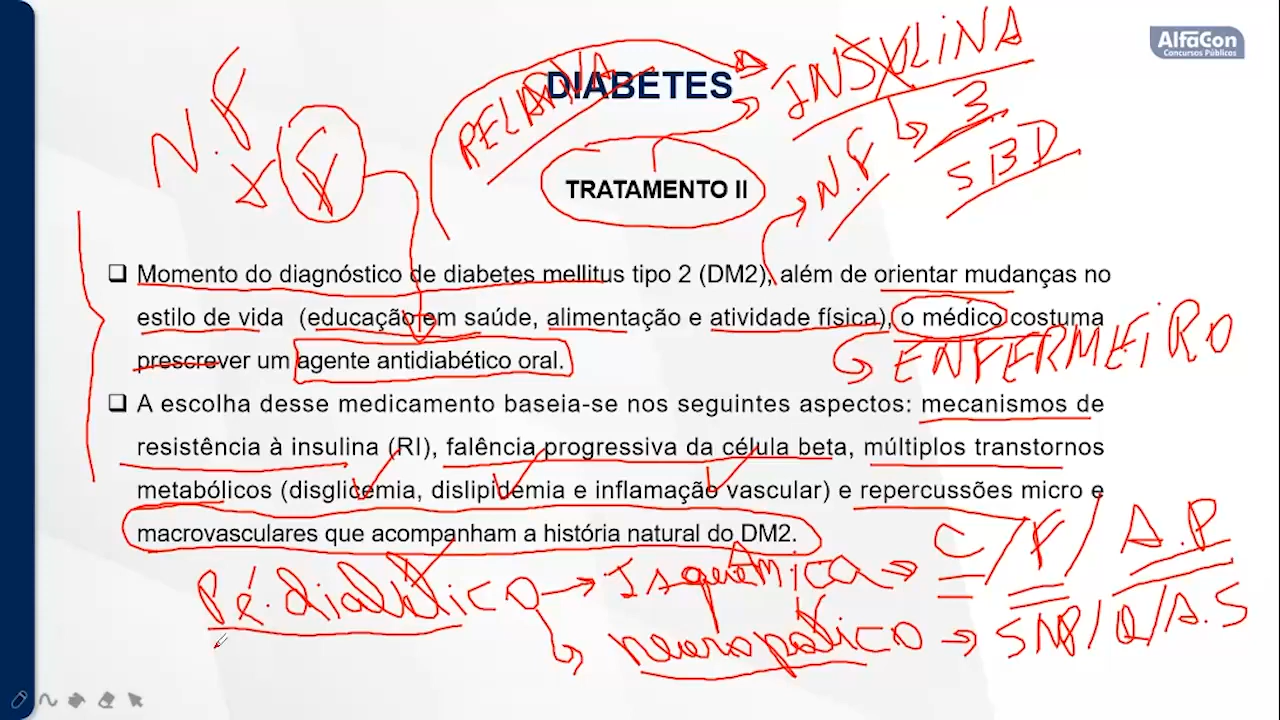 AlfaCon
Concursos Públicos
DIABETES
INSULINA
RELATIVA
N.F
3
SBD
N.F
TRATAMENTO II
❑ Momento do diagnóstico de diabetes mellitus tipo 2 (DM2), além de orientar mudanças no
estilo de vida (educação em saúde, alimentação e atividade física), o médico costuma
prescrever um agente antidiabético oral.
ENFERMEIRO
❑ A escolha desse medicamento baseia-se nos seguintes aspectos: mecanismos de
resistência à insulina (RI), falência progressiva da célula beta, múltiplos transtornos
metabólicos (disglicemia, dislipidemia e inflamação vascular) e repercussões micro e
macrovasculares que acompanham a história natural do DM2.
Pé diabético → Isquêmica → C/F/ A.P
neuropático →